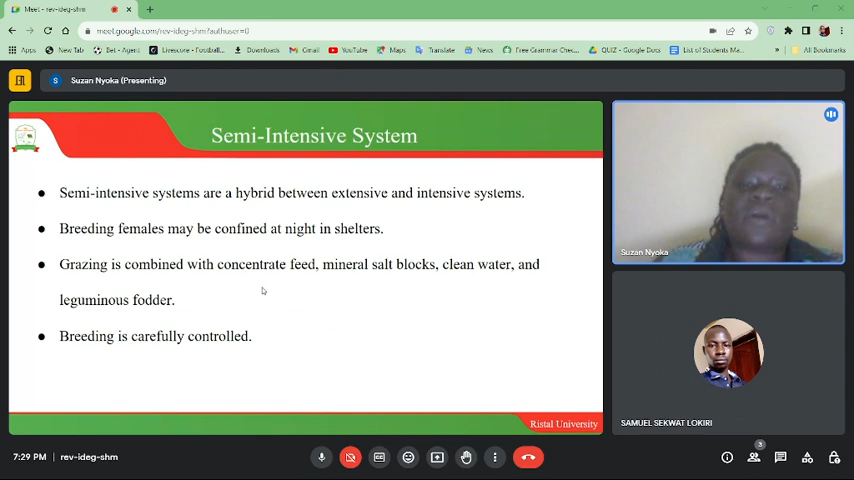 Meet - rev-ideg-shm
meet.google.com/rev-ideg-shm?authuser=0
Apps
New Tab
Bet - Agent
Livescore - Football...
Downloads
Gmail
YouTube
Maps
Translate
News
Free Grammar Chec...
QUIZ - Google Docs
List of Students Ma...
»
All Bookmarks
S
Suzan Nyoka (Presenting)
Semi-Intensive System
● Semi-intensive systems are a hybrid between extensive and intensive systems.
● Breeding females may be confined at night in shelters.
● Grazing is combined with concentrate feed, mineral salt blocks, clean water, and
leguminous fodder.
● Breeding is carefully controlled.
Ristal University
Suzan Nyoka
SAMUEL SEKWAT LOKIRI
7:29 PM | rev-ideg-shm
3